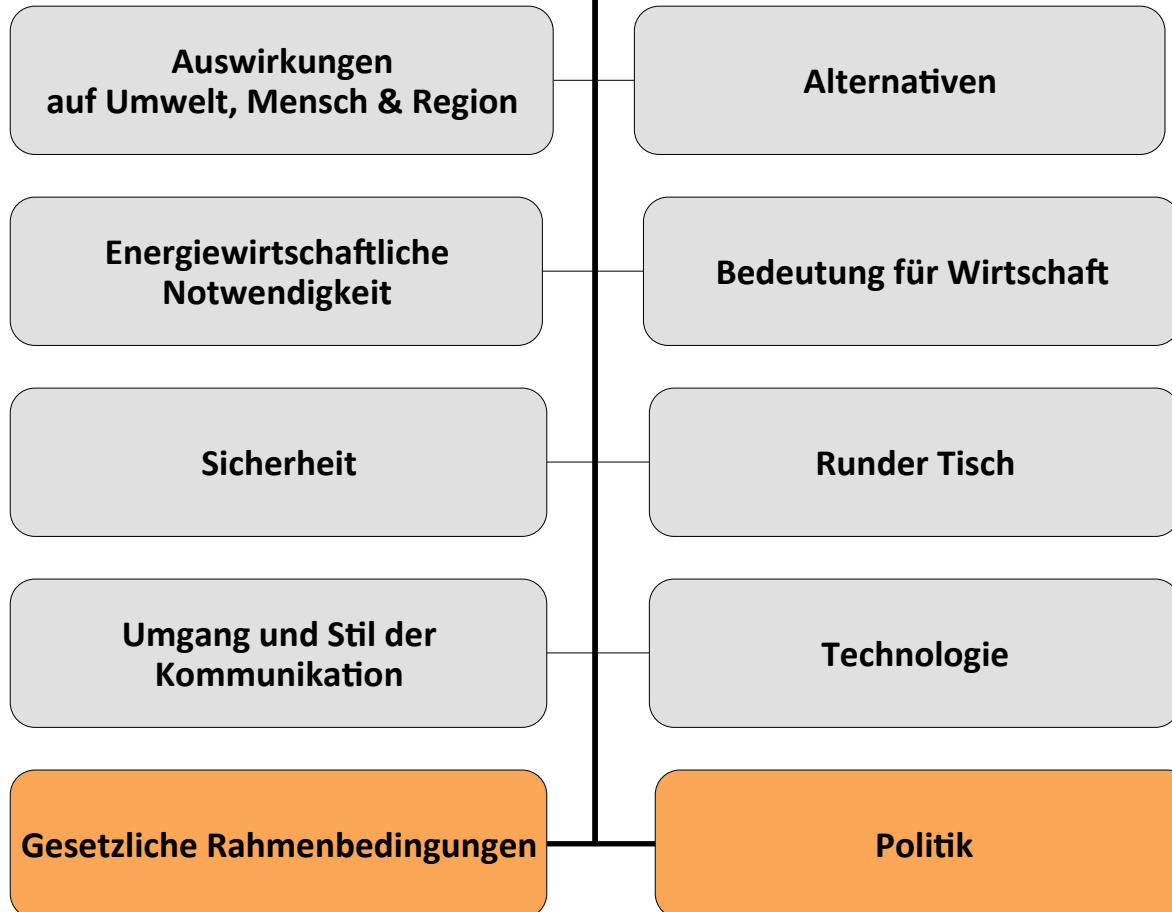 Auswirkungen
auf Umwelt, Mensch & Region
Alternativen
Energiewirtschaftliche
Notwendigkeit
Bedeutung für Wirtschaft
Sicherheit
Runder Tisch
Umgang und Stil der
Kommunikation
Technologie
Gesetzliche Rahmenbedingungen
Politik